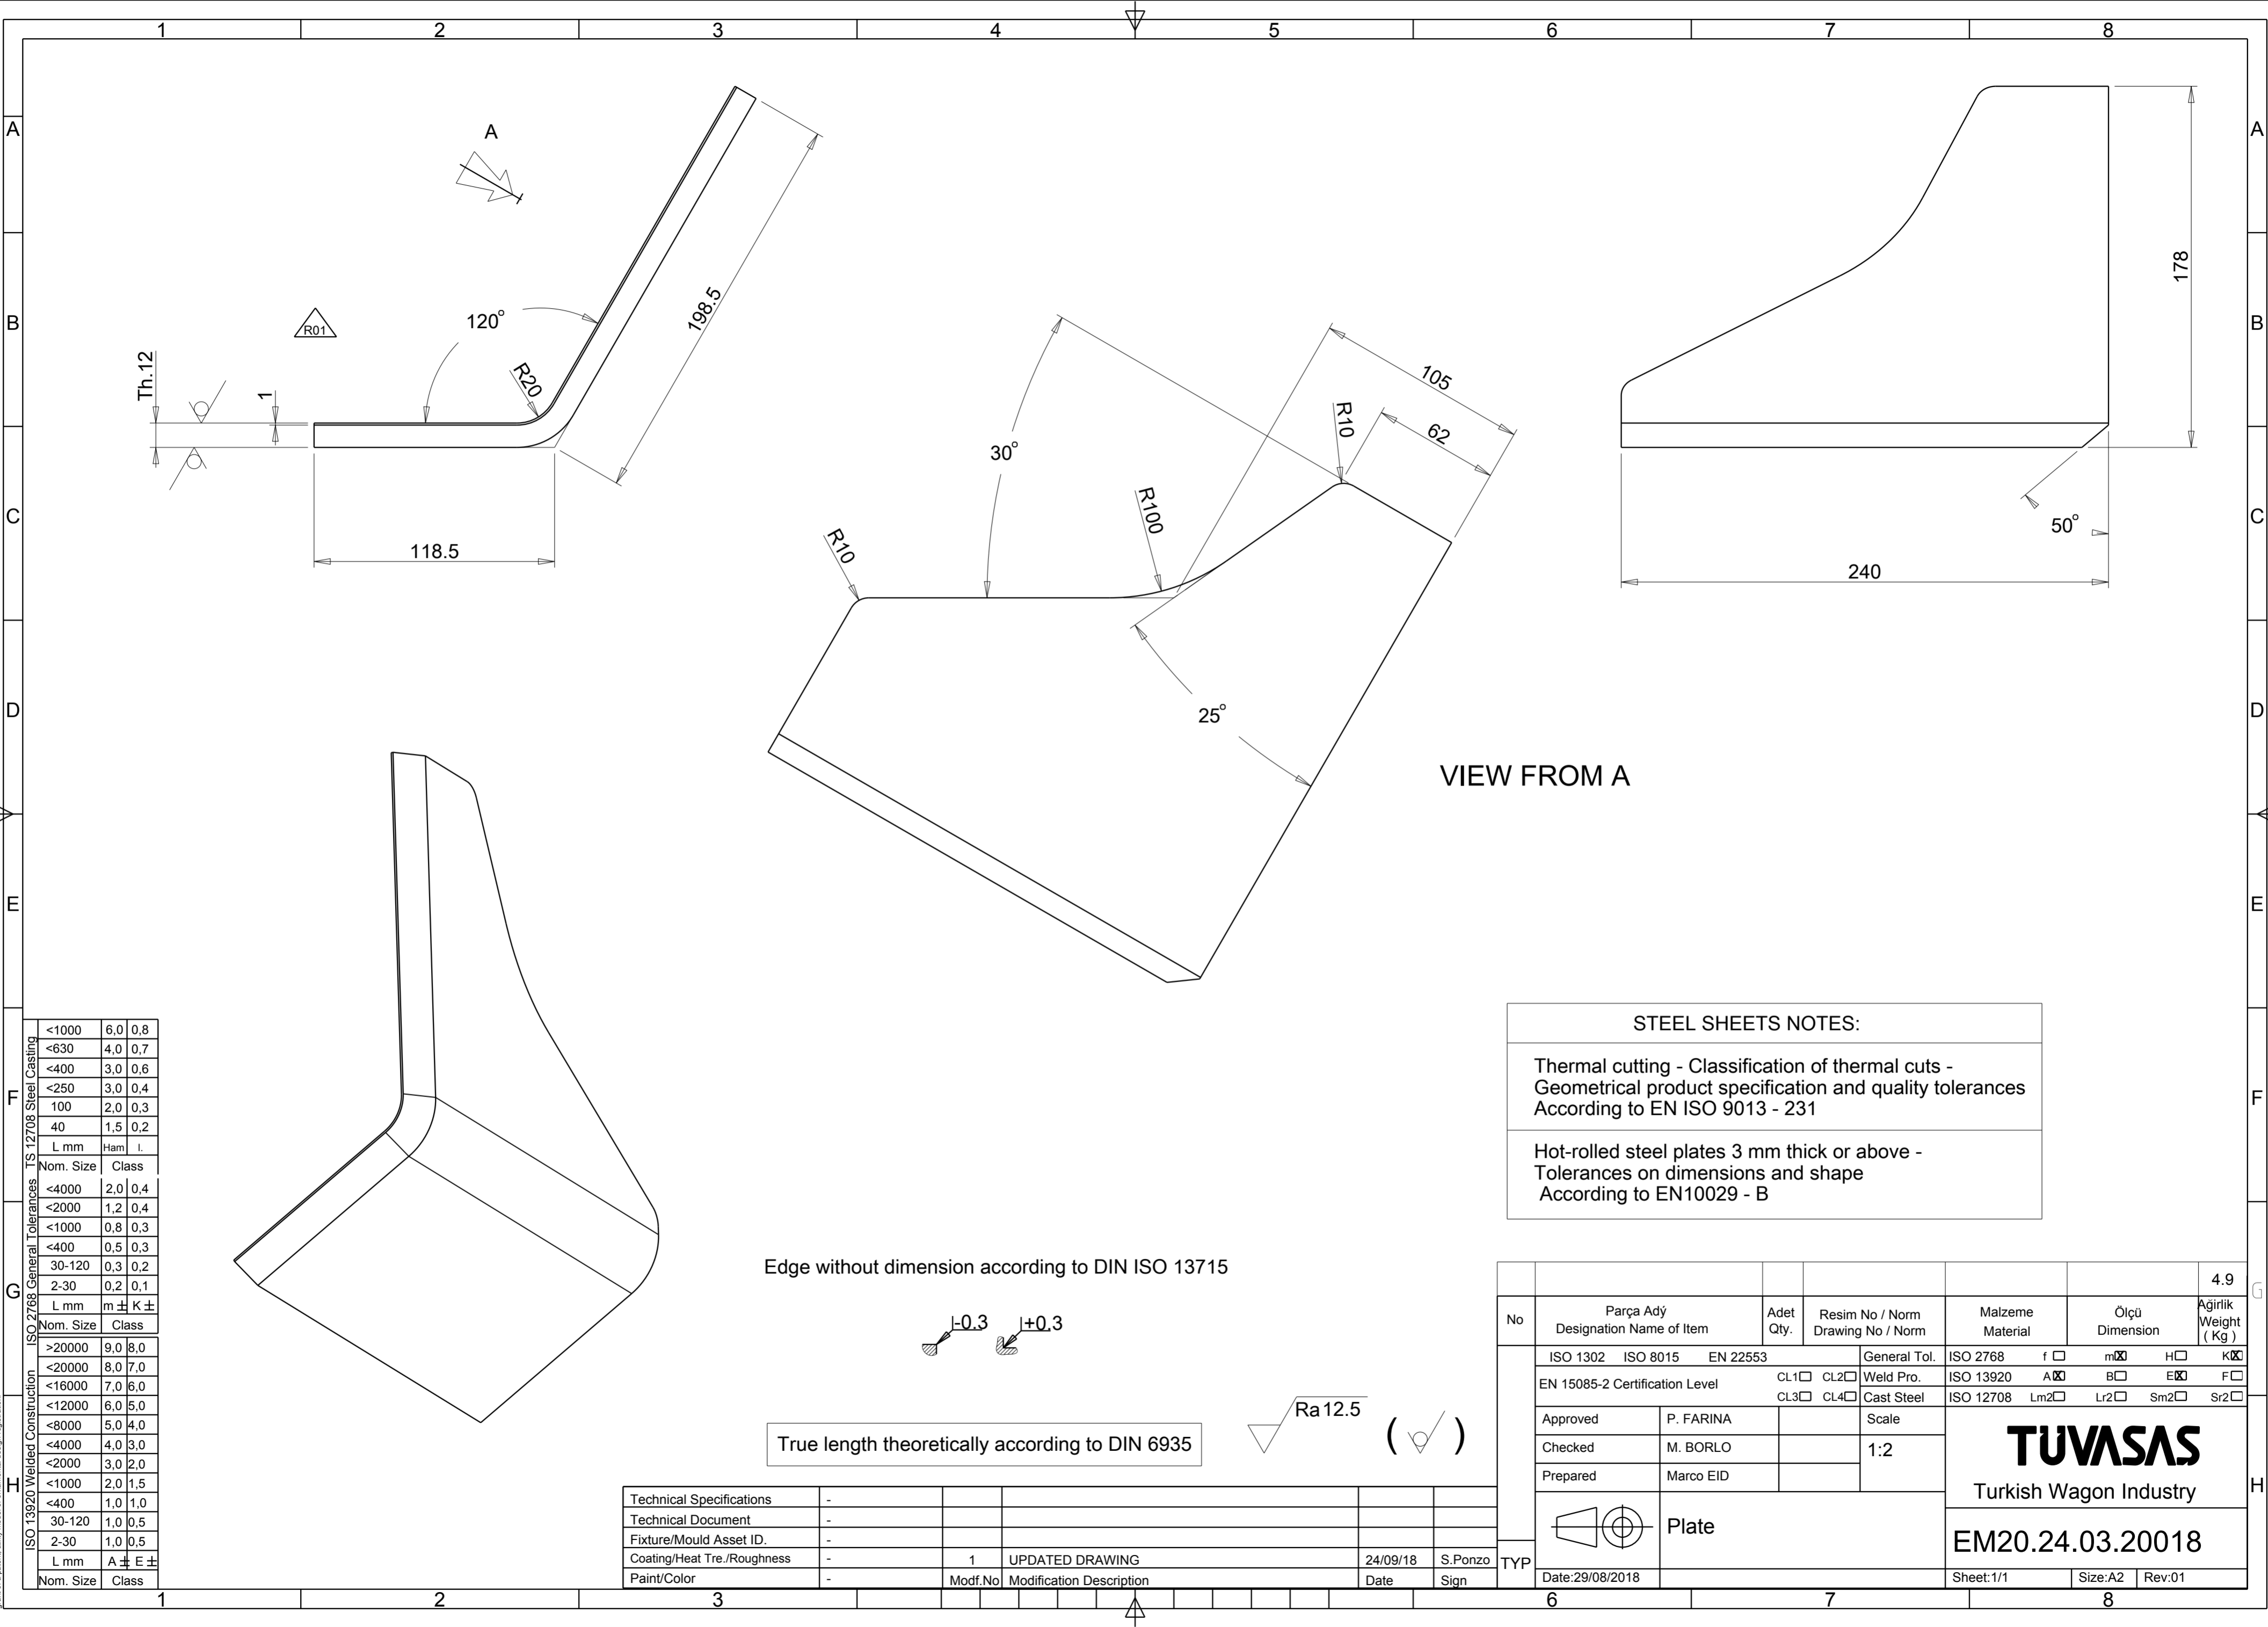 1 2 3 4 5 6 7 8
A A
B B
C C
D D
E E
F F
G G
H H
A
R01
120°
R20
198.5
Th.12
1
118.5
30°
R10
R100
R10
105
62
25°
178
50°
240
VIEW FROM A
STEEL SHEETS NOTES:
Thermal cutting - Classification of thermal cuts -
Geometrical product specification and quality tolerances
According to EN ISO 9013 - 231
Hot-rolled steel plates 3 mm thick or above -
Tolerances on dimensions and shape
According to EN10029 - B
TS 12708 Steel Casting
<1000 6,0 0,8
<630 4,0 0,7
<400 3,0 0,6
<250 3,0 0,4
100 2,0 0,3
40 1,5 0,2
L mm Ham I.
Nom. Size Class
ISO 2768 General Tolerances
<4000 2,0 0,4
<2000 1,2 0,4
<1000 0,8 0,3
<400 0,5 0,3
30-120 0,3 0,2
2-30 0,2 0,1
L mm m ± K ±
Nom. Size Class
ISO 13920 Welded Construction
>20000 9,0 8,0
<20000 8,0 7,0
<16000 7,0 6,0
<12000 6,0 5,0
<8000 5,0 4,0
<4000 4,0 3,0
<2000 3,0 2,0
<1000 2,0 1,5
<400 1,0 1,0
30-120 1,0 0,5
2-30 1,0 0,5
L mm A ± E ±
Nom. Size Class
Edge without dimension according to DIN ISO 13715
-0.3 +0.3
True length theoretically according to DIN 6935
Ra 12.5 ( )
Technical Specifications -
Technical Document -
Fixture/Mould Asset ID. -
Coating/Heat Tre./Roughness - 1 UPDATED DRAWING 24/09/18 S.Ponzo
Paint/Color - Modf.No Modification Description Date Sign
4.9
No Parça Adý Designation Name of Item Adet Qty. Resim No / Norm Drawing No / Norm Malzeme Material Ölçü Dimension Ağirlik Weight ( Kg )
ISO 1302 ISO 8015 EN 22553 General Tol. ISO 2768 f m X H K X
EN 15085-2 Certification Level CL1 CL2 Weld Pro. ISO 13920 A X B E X F
CL3 CL4 Cast Steel ISO 12708 Lm2 Lr2 Sm2 Sr2
Approved P. FARINA Scale
Checked M. BORLO 1:2
Prepared Marco EID
TUVASAS
Turkish Wagon Industry
Plate
EM20.24.03.20018
TYP
Date:29/08/2018
Sheet:1/1 Size:A2 Rev:01
1 2 3 6 7 8